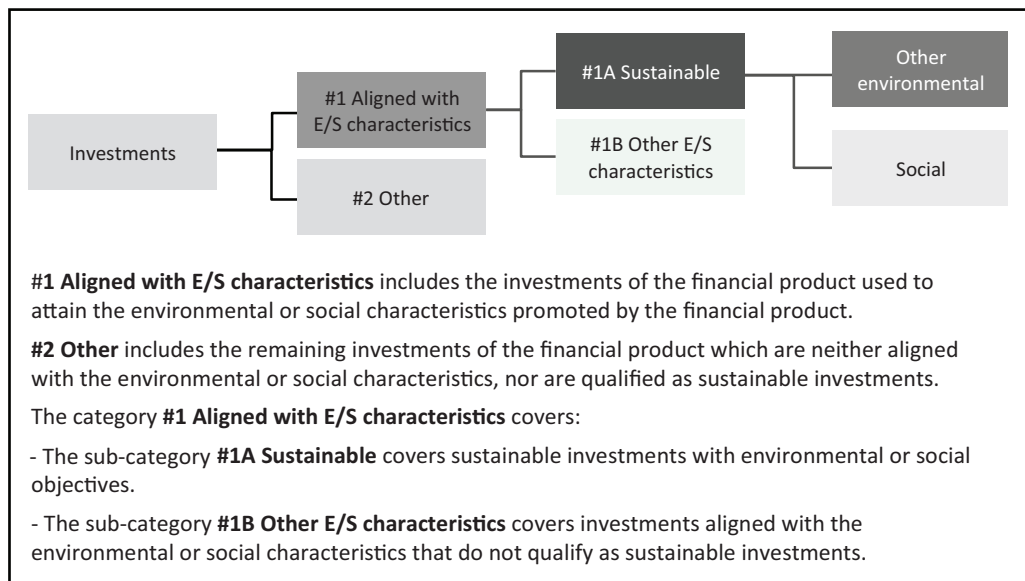 Investments
#1 Aligned with
E/S characteristics
#2 Other
#1A Sustainable
#1B Other E/S
characteristics
Other
environmental
Social
#1 Aligned with E/S characteristics includes the investments of the financial product used to
attain the environmental or social characteristics promoted by the financial product.
#2 Other includes the remaining investments of the financial product which are neither aligned
with the environmental or social characteristics, nor are qualified as sustainable investments.
The category #1 Aligned with E/S characteristics covers:
- The sub-category #1A Sustainable covers sustainable investments with environmental or social
objectives.
- The sub-category #1B Other E/S characteristics covers investments aligned with the
environmental or social characteristics that do not qualify as sustainable investments.